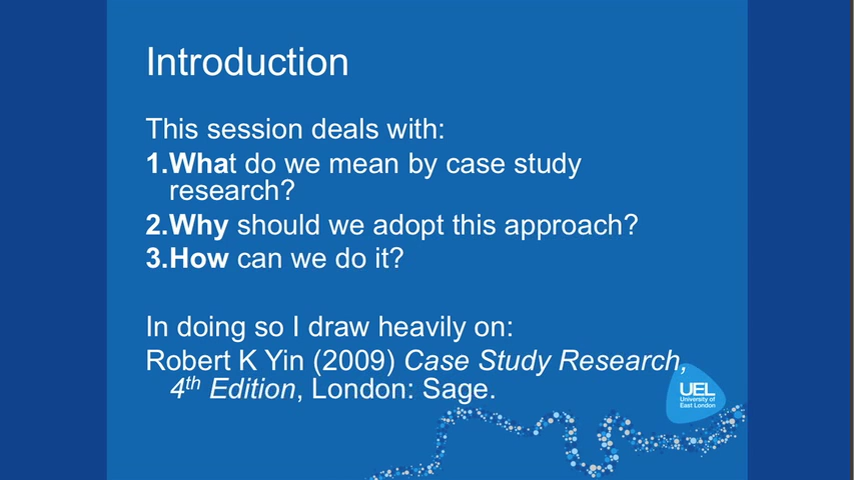 Introduction
This session deals with:
1.What do we mean by case study
research?
2.Why should we adopt this approach?
3.How can we do it?
In doing so I draw heavily on:
Robert K Yin (2009) Case Study Research,
4th Edition, London: Sage.
UEL
University of
East London